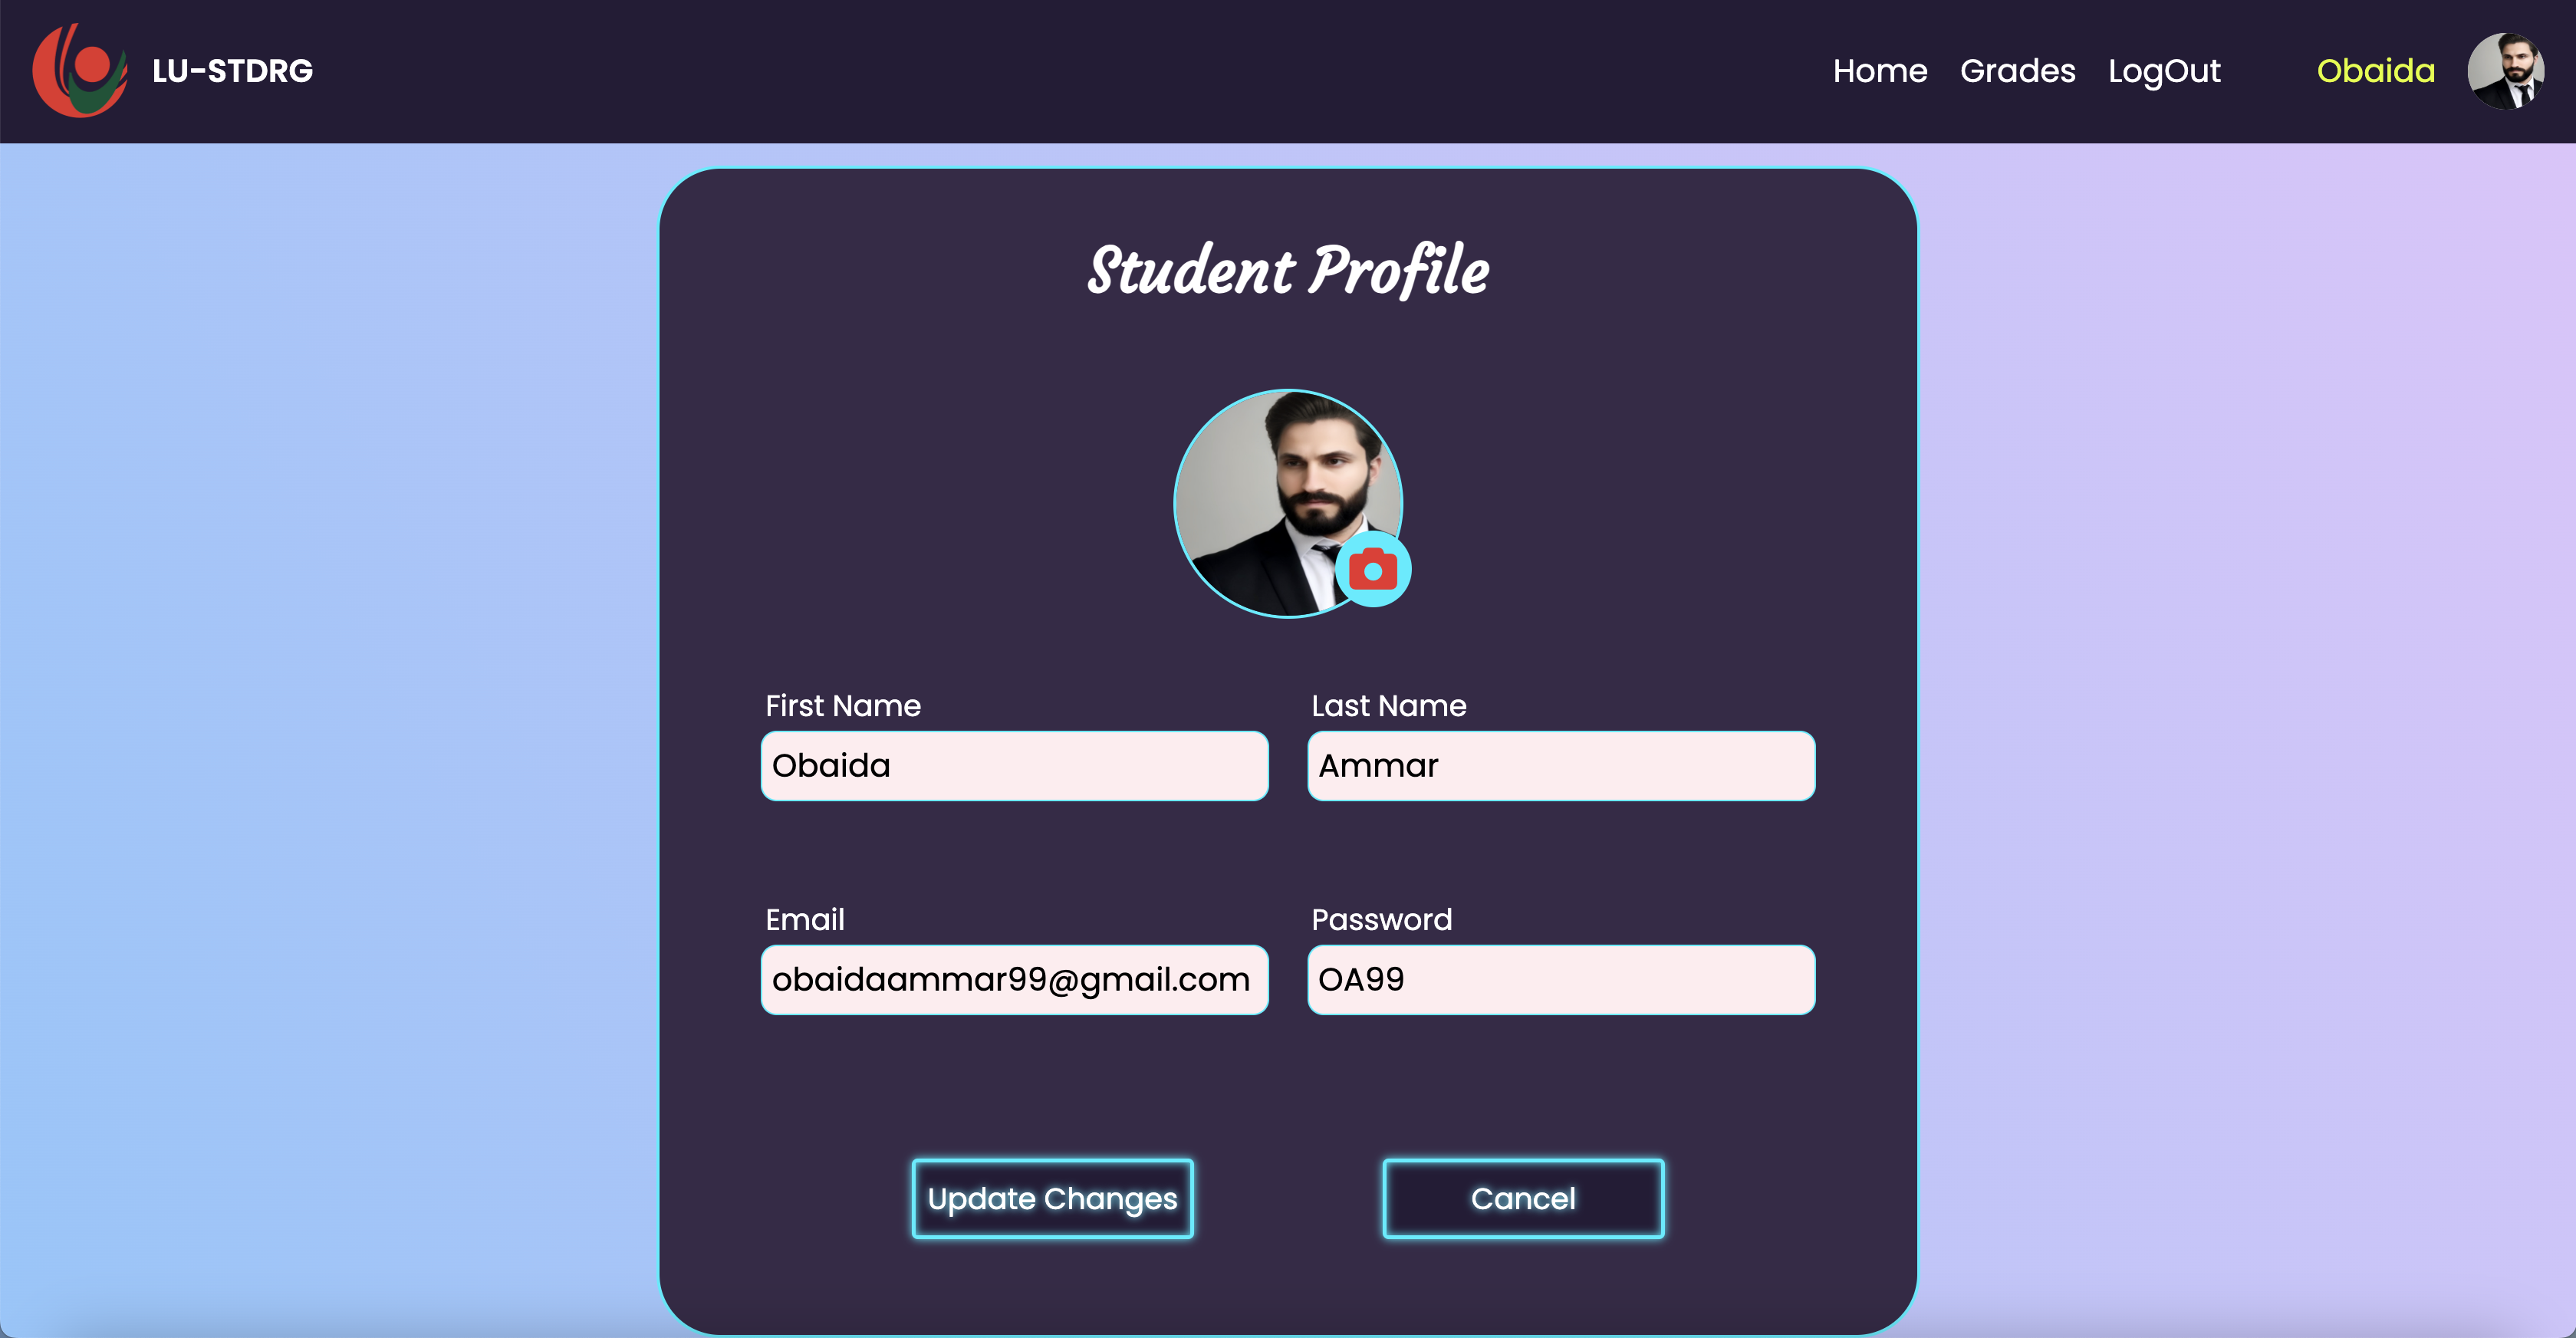 LU-STDRG
Home Grades LogOut Obaida
Student Profile
First Name Last Name
Obaida Ammar
Email Password
obaidaammar99@gmail.com OA99
Update Changes Cancel